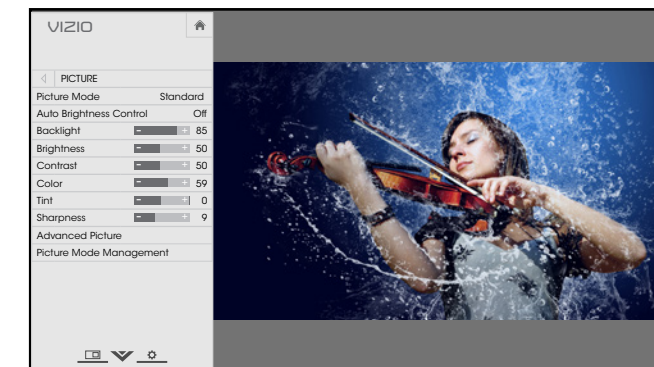 VIZIO
PICTURE
Picture Mode Standard
Auto Brightness Control Off
Backlight 85
Brightness 50
Contrast 50
Color 59
Tint 0
Sharpness 9
Advanced Picture
Picture Mode Management